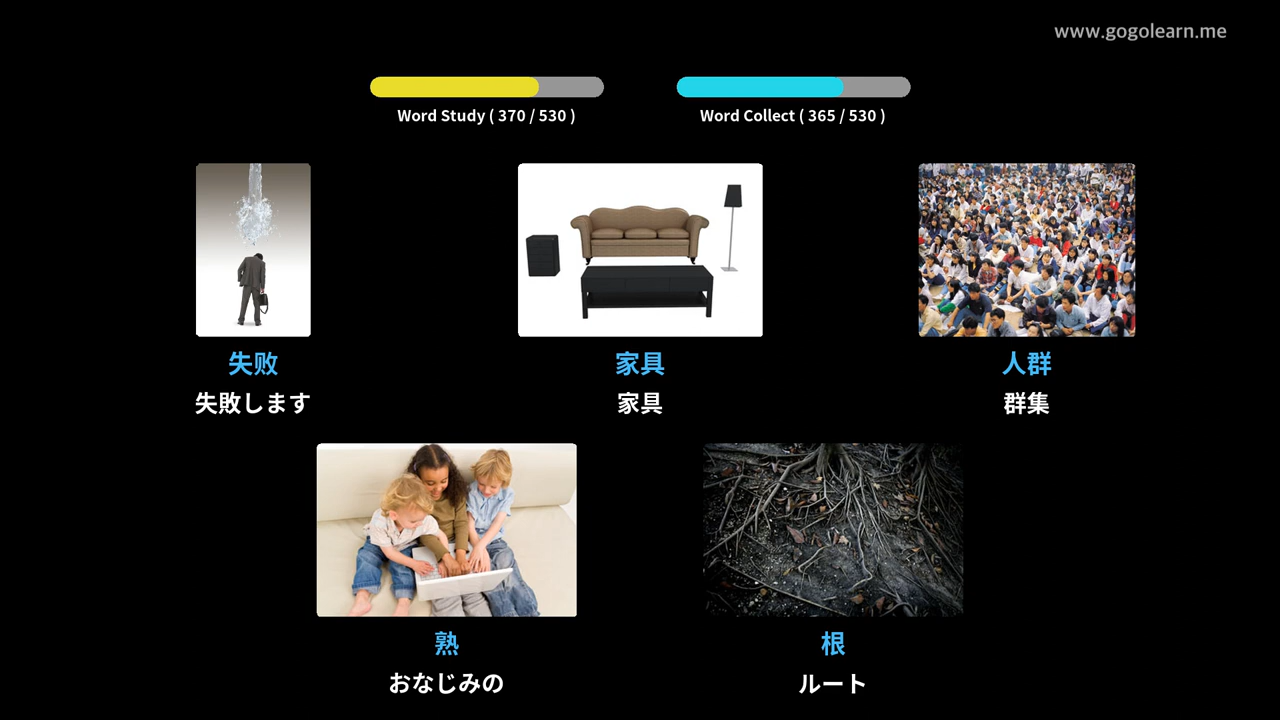 www.gogolearn.me
Word Study ( 370 / 530 )
Word Collect ( 365 / 530 )
失败
失敗します
家具
家具
人群
群集
熟
おなじみの
根
ルート